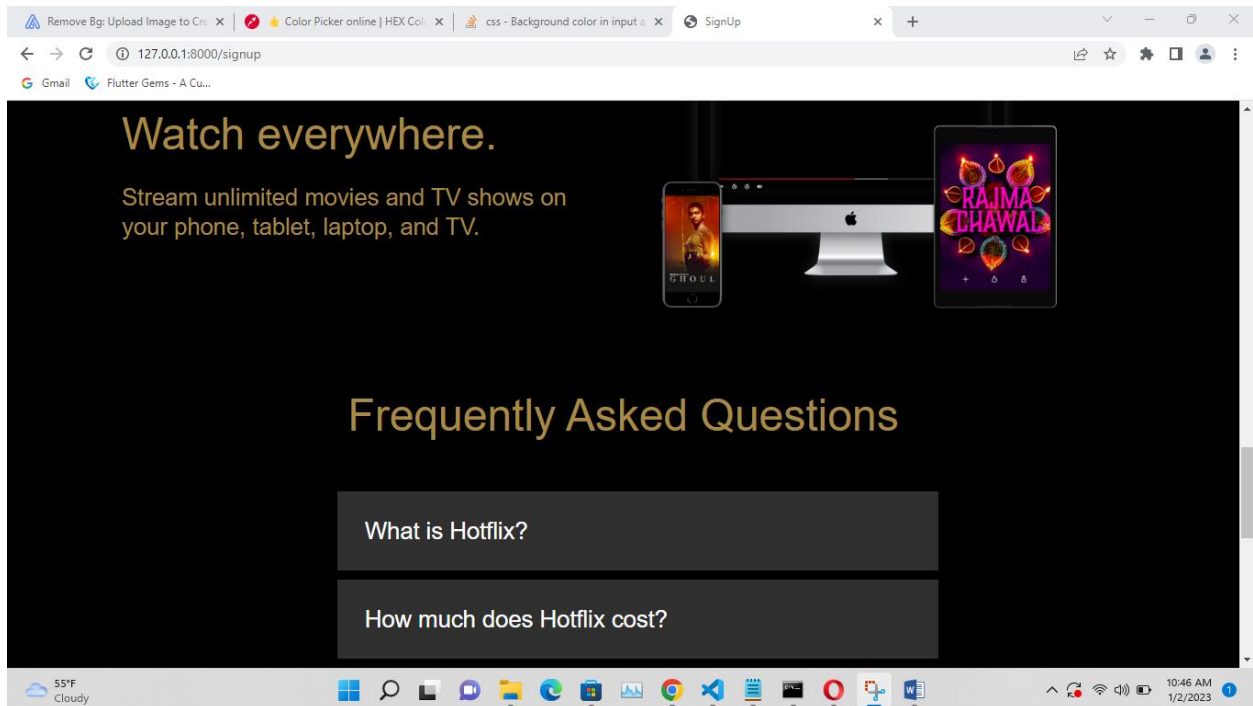 Remove Bg: Upload Image to Cre
Color Picker online | HEX Colo
css - Background color in input a
SignUp
127.0.0.1:8000/signup
Gmail
Flutter Gems - A Cu...
Watch everywhere.
Stream unlimited movies and TV shows on
your phone, tablet, laptop, and TV.
GHOUL
RAJMA
CHAWAL
Frequently Asked Questions
What is Hotflix?
How much does Hotflix cost?
55°F
Cloudy
10:46 AM
1/2/2023
1